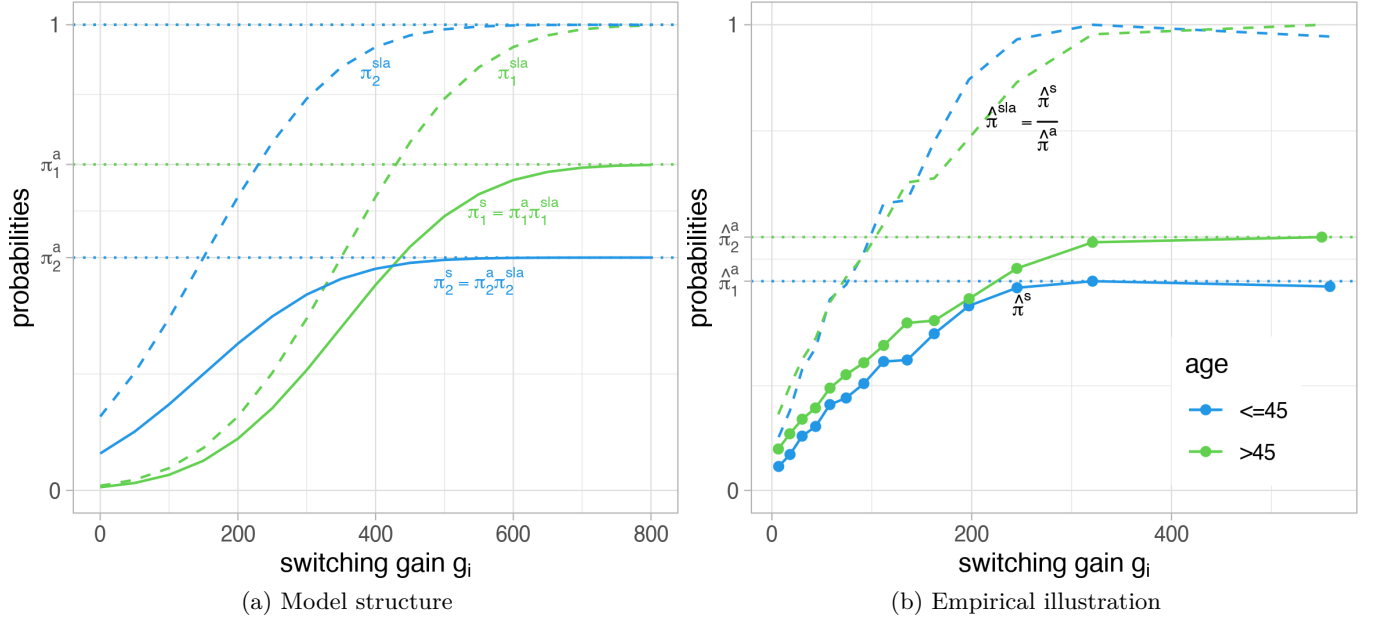 probabilities
1
π₁ᵃ
π₂ᵃ
0
π₂ˢˡᵃ
π₁ˢˡᵃ
π₁ˢ = π₁ᵃπ₁ˢˡᵃ
π₂ˢ = π₂ᵃπ₂ˢˡᵃ
0 200 400 600 800
switching gain gᵢ
(a) Model structure
probabilities
1
π̂₂ᵃ
π̂₁ᵃ
0
π̂ˢˡᵃ = π̂ˢ / π̂ᵃ
π̂ˢ
age
<=45
>45
0 200 400
switching gain gᵢ
(b) Empirical illustration